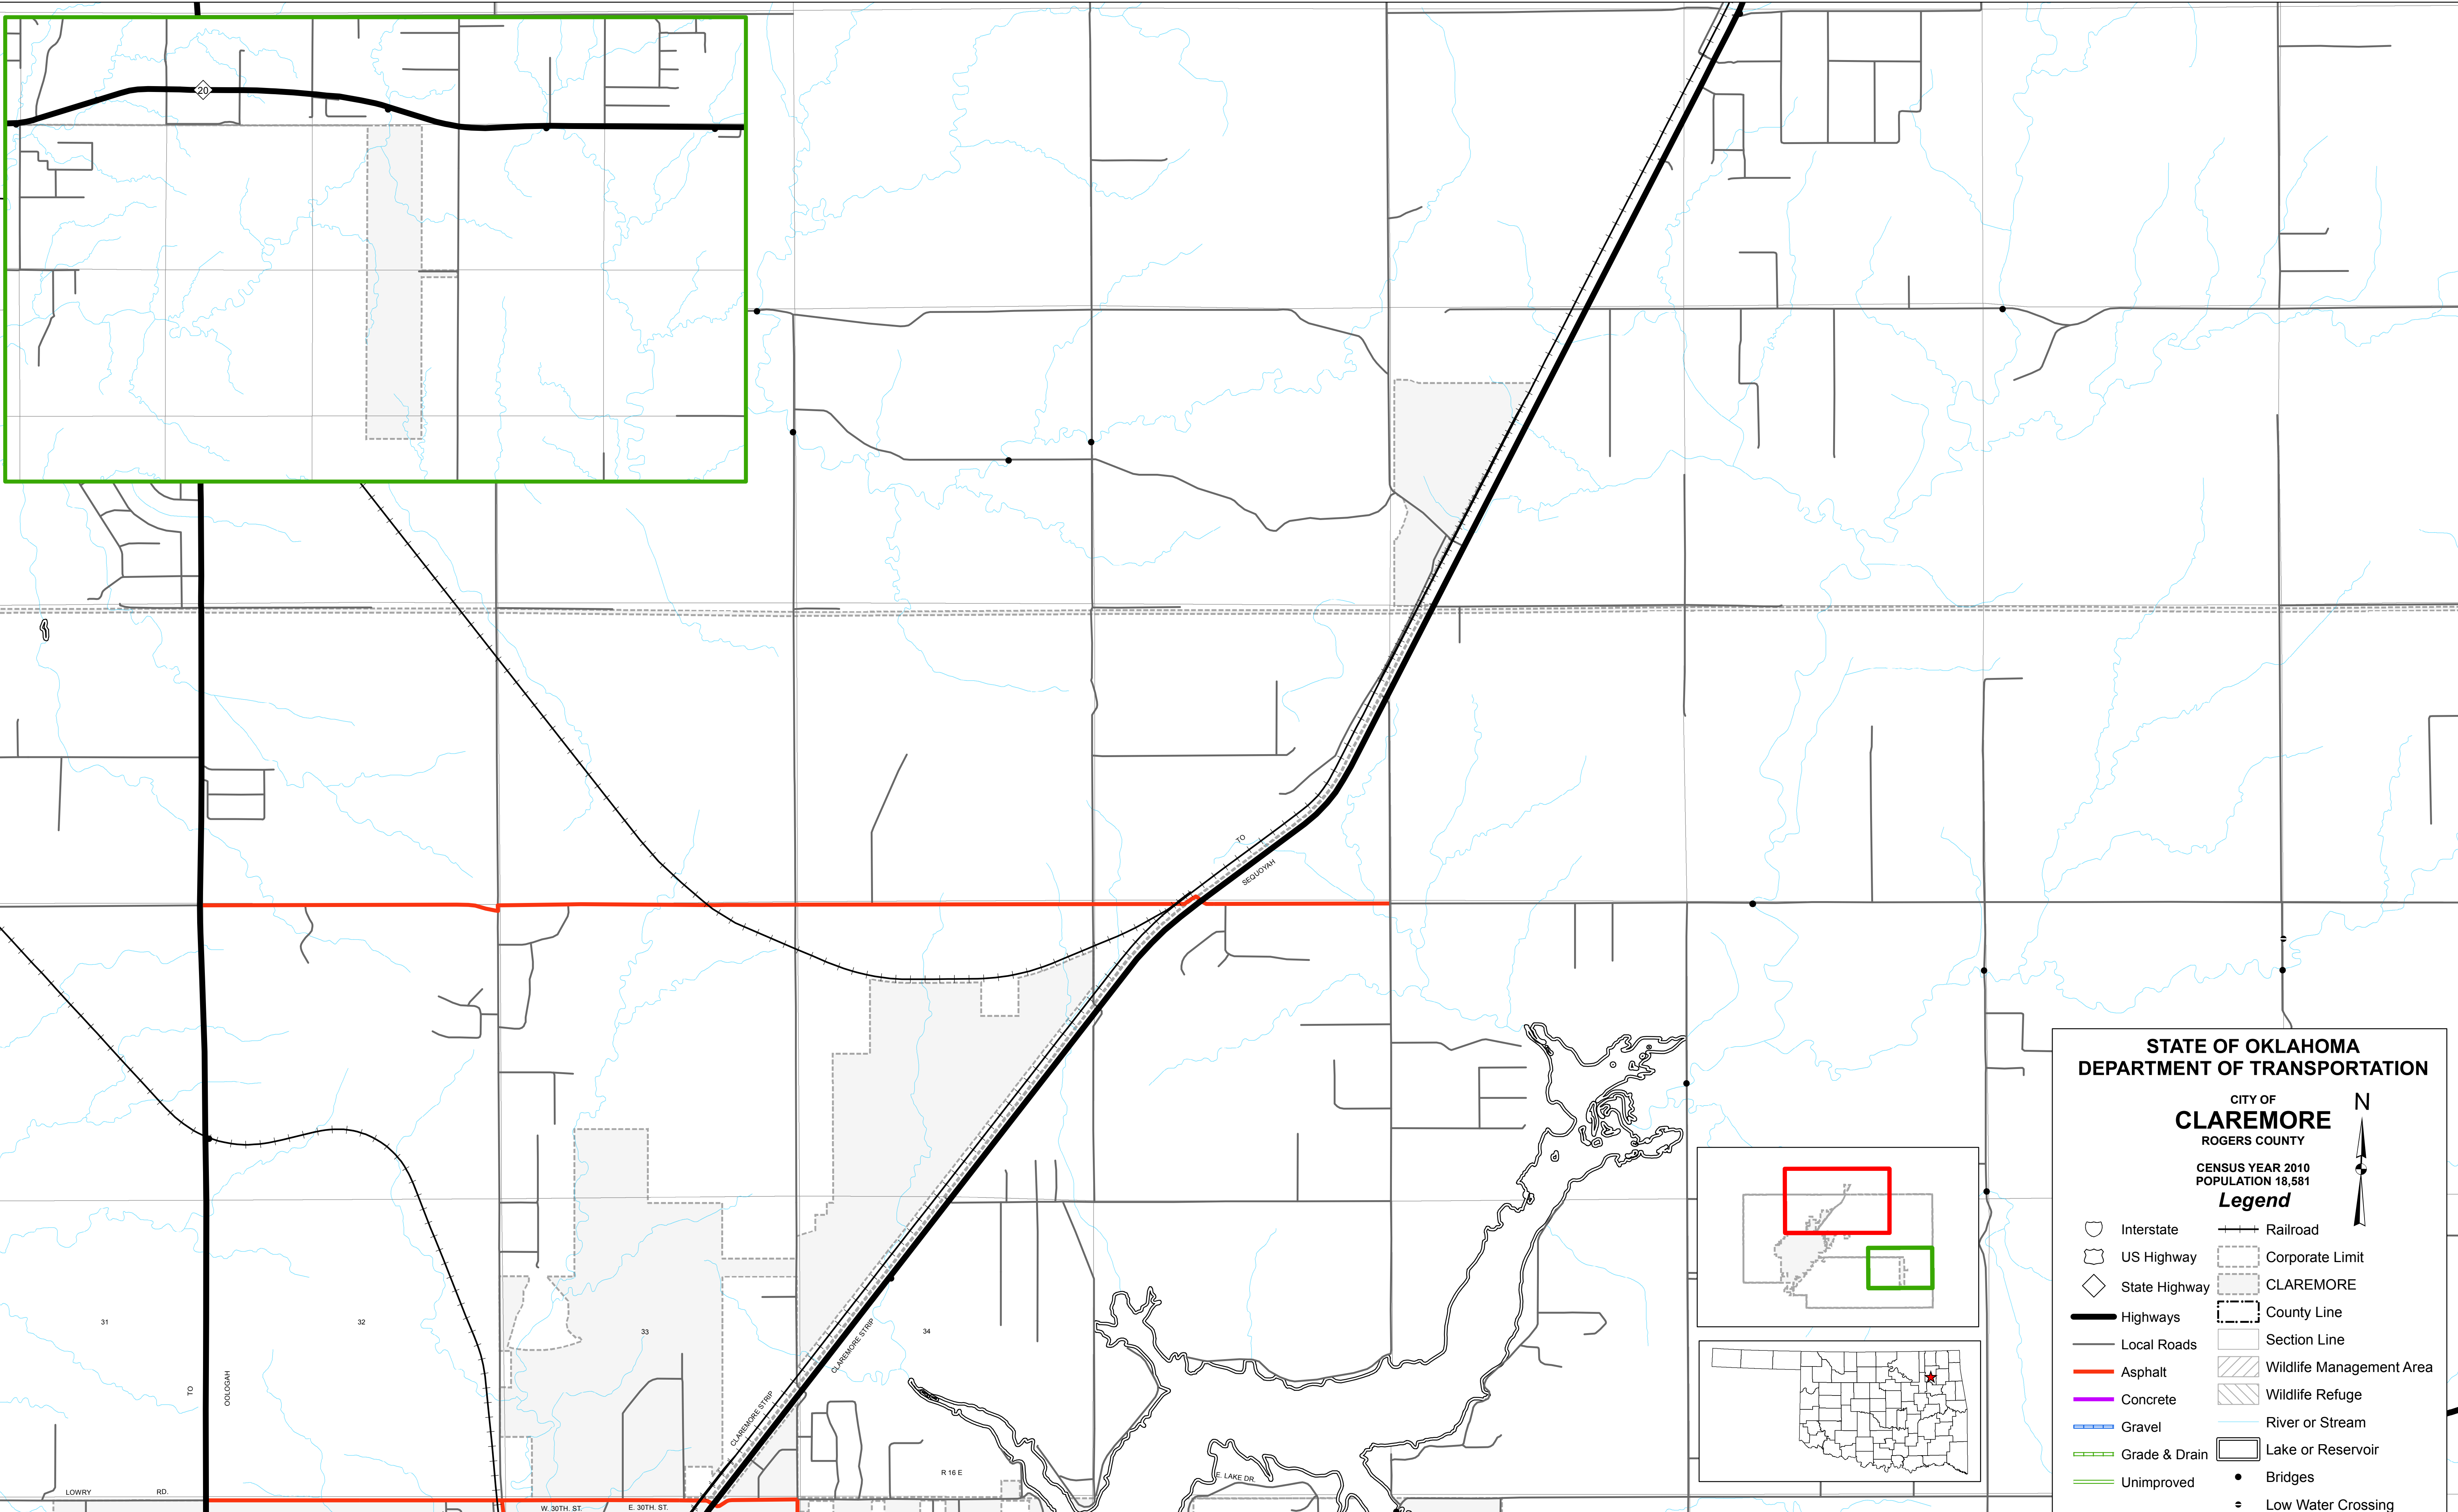 20
TO
SEQUOYAH
31
32
33
34
TO
OOLOGAH
CLAREMORE STRIP
CLAREMORE STRIP
R 16 E
E. LAKE DR.
LOWRY RD.
W. 30TH. ST.
E. 30TH. ST.
STATE OF OKLAHOMA
DEPARTMENT OF TRANSPORTATION
CITY OF
CLAREMORE
ROGERS COUNTY
N
CENSUS YEAR 2010
POPULATION 18,581
Legend
Interstate
US Highway
State Highway
Highways
Local Roads
Asphalt
Concrete
Gravel
Grade & Drain
Unimproved
Railroad
Corporate Limit
CLAREMORE
County Line
Section Line
Wildlife Management Area
Wildlife Refuge
River or Stream
Lake or Reservoir
Bridges
Low Water Crossing